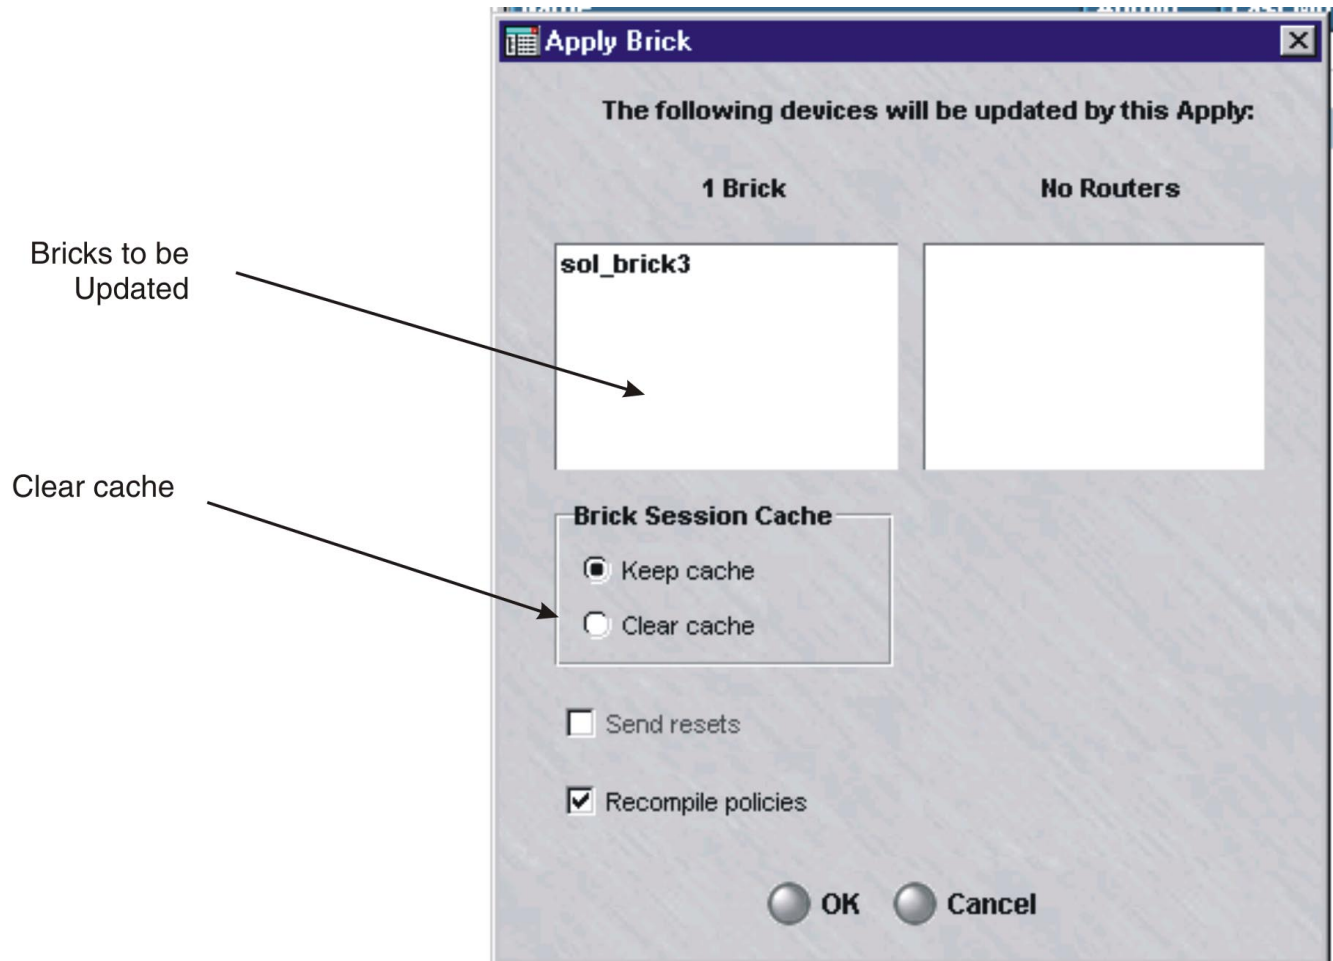 Apply Brick
The following devices will be updated by this Apply:
1 Brick
No Routers
Bricks to be
Updated
sol_brick3
Clear cache
Brick Session Cache
Keep cache
Clear cache
Send resets
Recompile policies
OK
Cancel